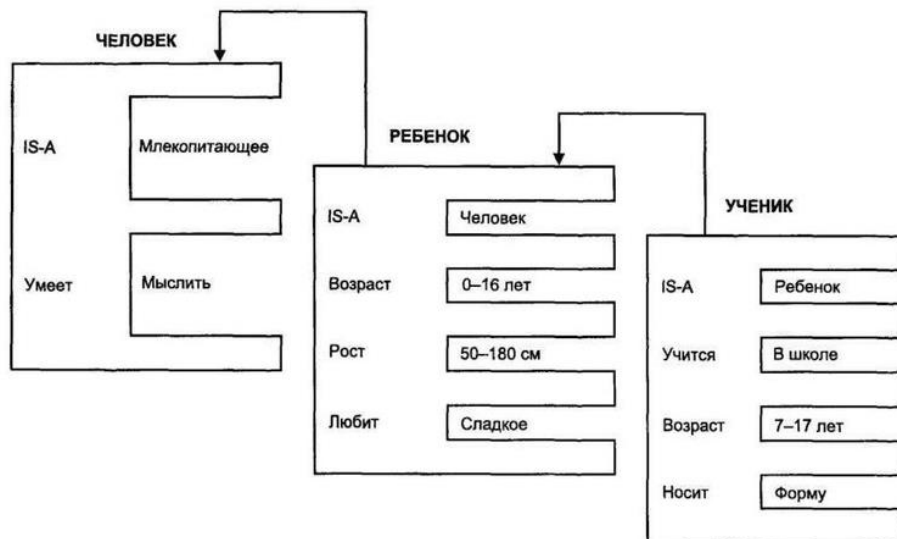 ЧЕЛОВЕК
IS-A Млекопитающее
Умеет Мыслить
РЕБЕНОК
IS-A Человек
Возраст 0–16 лет
Рост 50–180 см
Любит Сладкое
УЧЕНИК
IS-A Ребенок
Учится В школе
Возраст 7–17 лет
Носит Форму